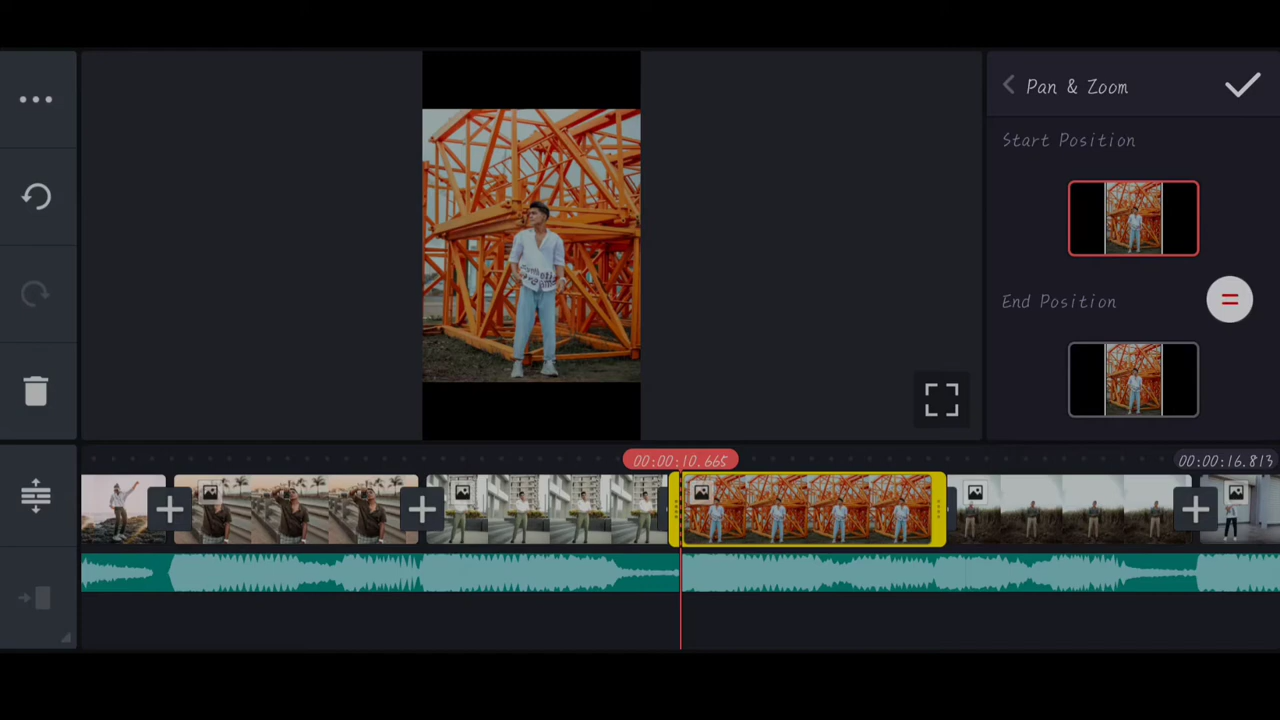 Pan & Zoom
Start Position
End Position
00:00:10.665
00:00:16.813